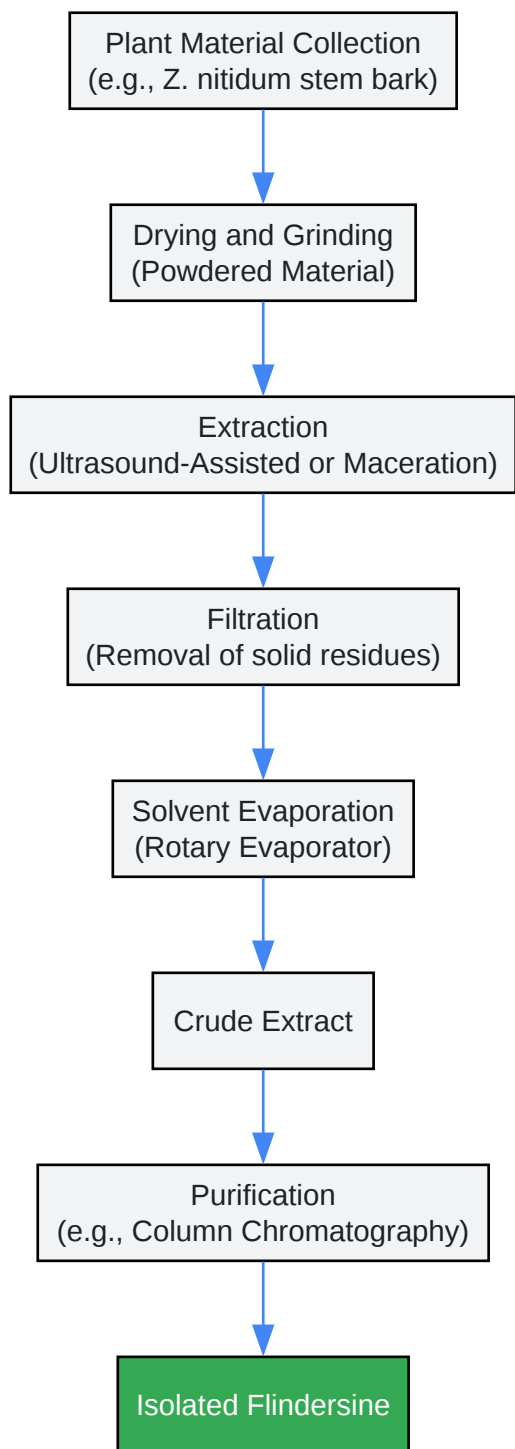 Plant Material Collection
(e.g., Z. nitidum stem bark)
Drying and Grinding
(Powdered Material)
Extraction
(Ultrasound-Assisted or Maceration)
Filtration
(Removal of solid residues)
Solvent Evaporation
(Rotary Evaporator)
Crude Extract
Purification
(e.g., Column Chromatography)
Isolated Flindersine